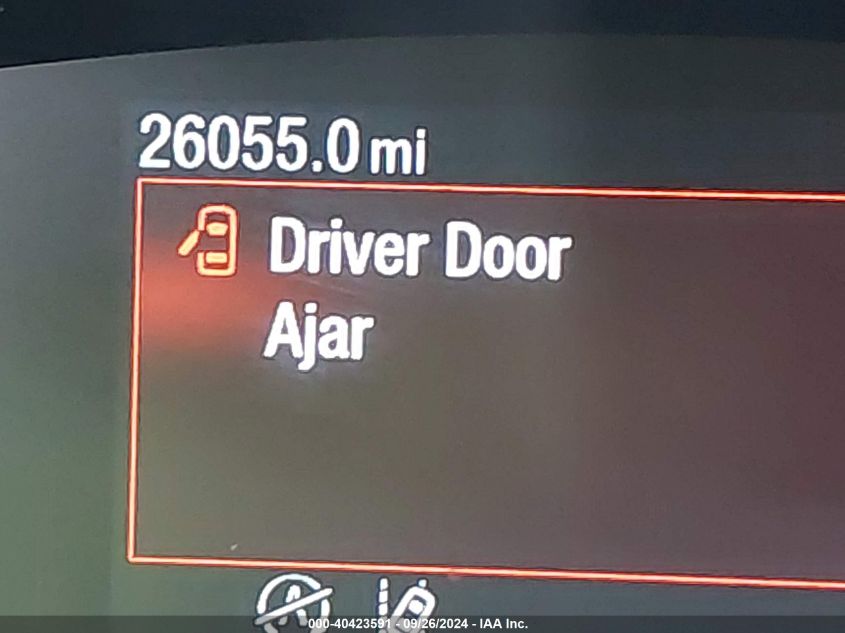 26055.0 mi
Driver Door
Ajar
A
000-40423591 - 09/26/2024 - IAA Inc.